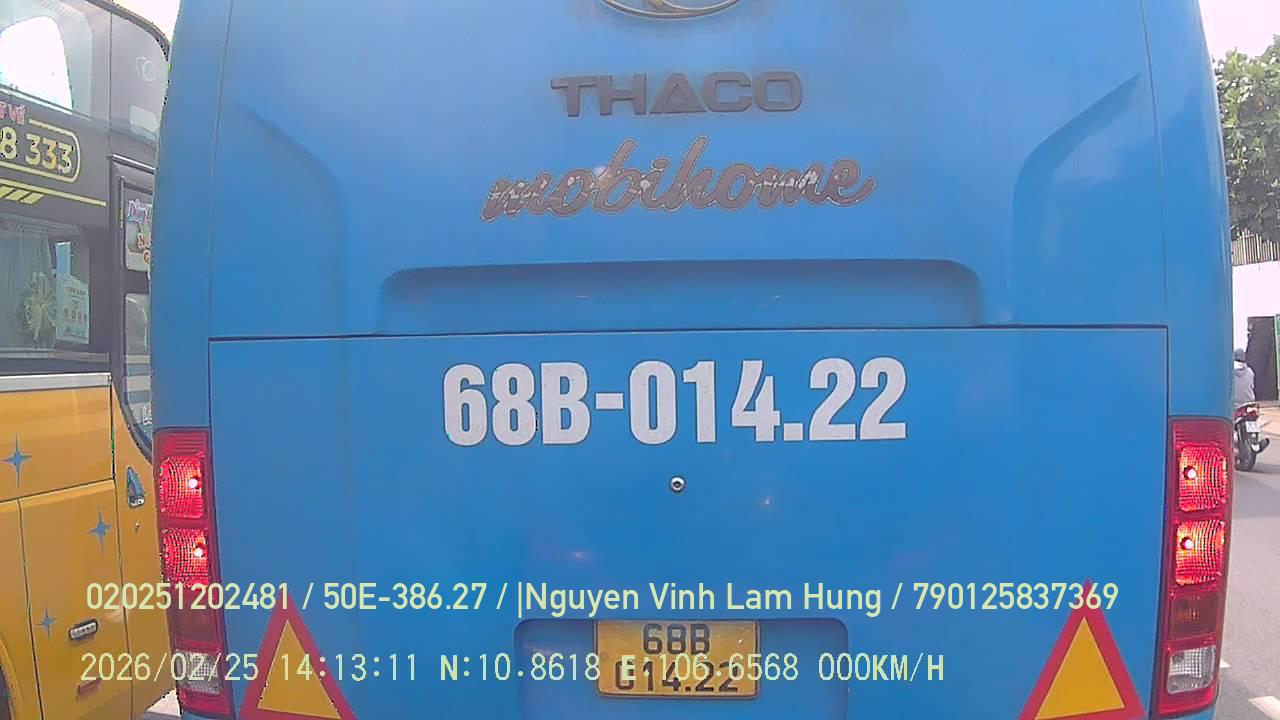 THACO
mobihome
8 333
68B-014.22
020251202481 / 50E-386.27 / |Nguyen Vinh Lam Hung / 790125837369
68B
014.22
2026/02/25 14:13:11 N:10.8618 E:106.6568 000KM/H